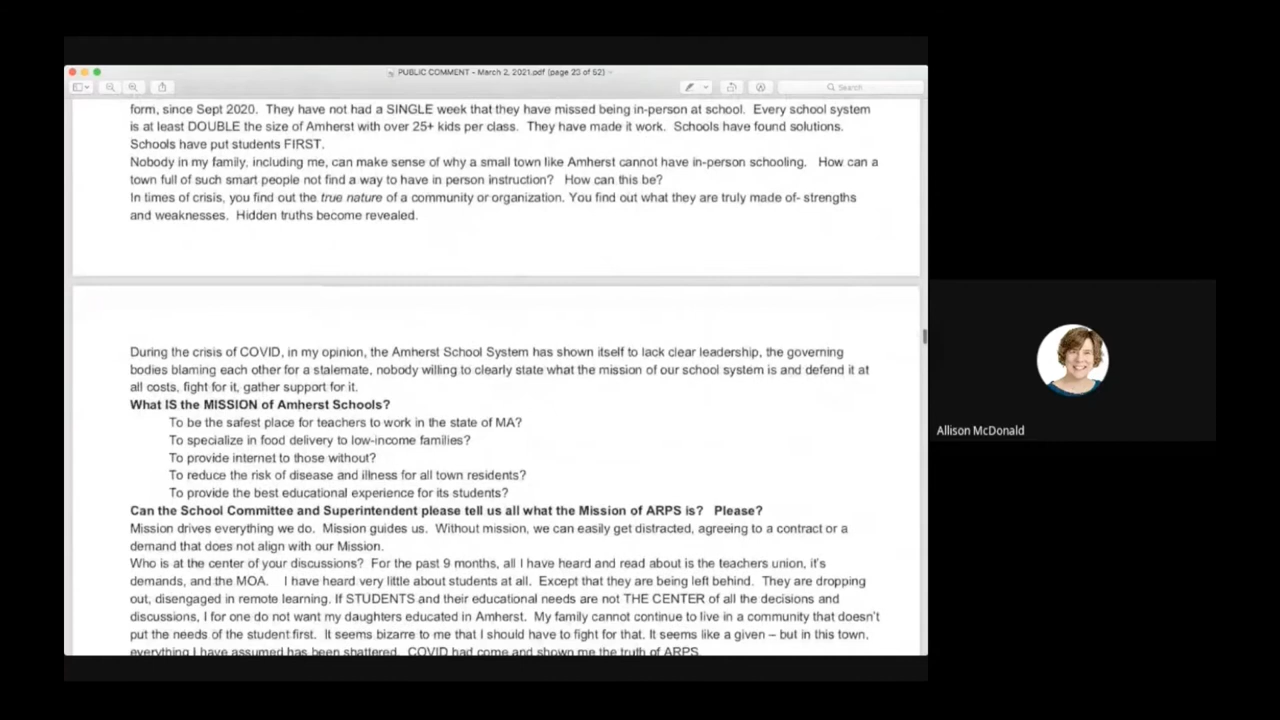 PUBLIC COMMENT - March 2, 2021.pdf (page 23 of 52)
Search
form, since Sept 2020. They have not had a SINGLE week that they have missed being in-person at school. Every school system
is at least DOUBLE the size of Amherst with over 25+ kids per class. They have made it work. Schools have found solutions.
Schools have put students FIRST.
Nobody in my family, including me, can make sense of why a small town like Amherst cannot have in-person schooling. How can a
town full of such smart people not find a way to have in person instruction? How can this be?
In times of crisis, you find out the true nature of a community or organization. You find out what they are truly made of- strengths
and weaknesses. Hidden truths become revealed.
During the crisis of COVID, in my opinion, the Amherst School System has shown itself to lack clear leadership, the governing
bodies blaming each other for a stalemate, nobody willing to clearly state what the mission of our school system is and defend it at
all costs, fight for it, gather support for it.
What IS the MISSION of Amherst Schools?
To be the safest place for teachers to work in the state of MA?
To specialize in food delivery to low-income families?
To provide internet to those without?
To reduce the risk of disease and illness for all town residents?
To provide the best educational experience for its students?
Can the School Committee and Superintendent please tell us all what the Mission of ARPS is? Please?
Mission drives everything we do. Mission guides us. Without mission, we can easily get distracted, agreeing to a contract or a
demand that does not align with our Mission.
Who is at the center of your discussions? For the past 9 months, all I have heard and read about is the teachers union, it's
demands, and the MOA. I have heard very little about students at all. Except that they are being left behind. They are dropping
out, disengaged in remote learning. If STUDENTS and their educational needs are not THE CENTER of all the decisions and
discussions, I for one do not want my daughters educated in Amherst. My family cannot continue to live in a community that doesn't
put the needs of the student first. It seems bizarre to me that I should have to fight for that. It seems like a given – but in this town,
everything I have assumed has been shattered. COVID had come and shown me the truth of ARPS.
Allison McDonald